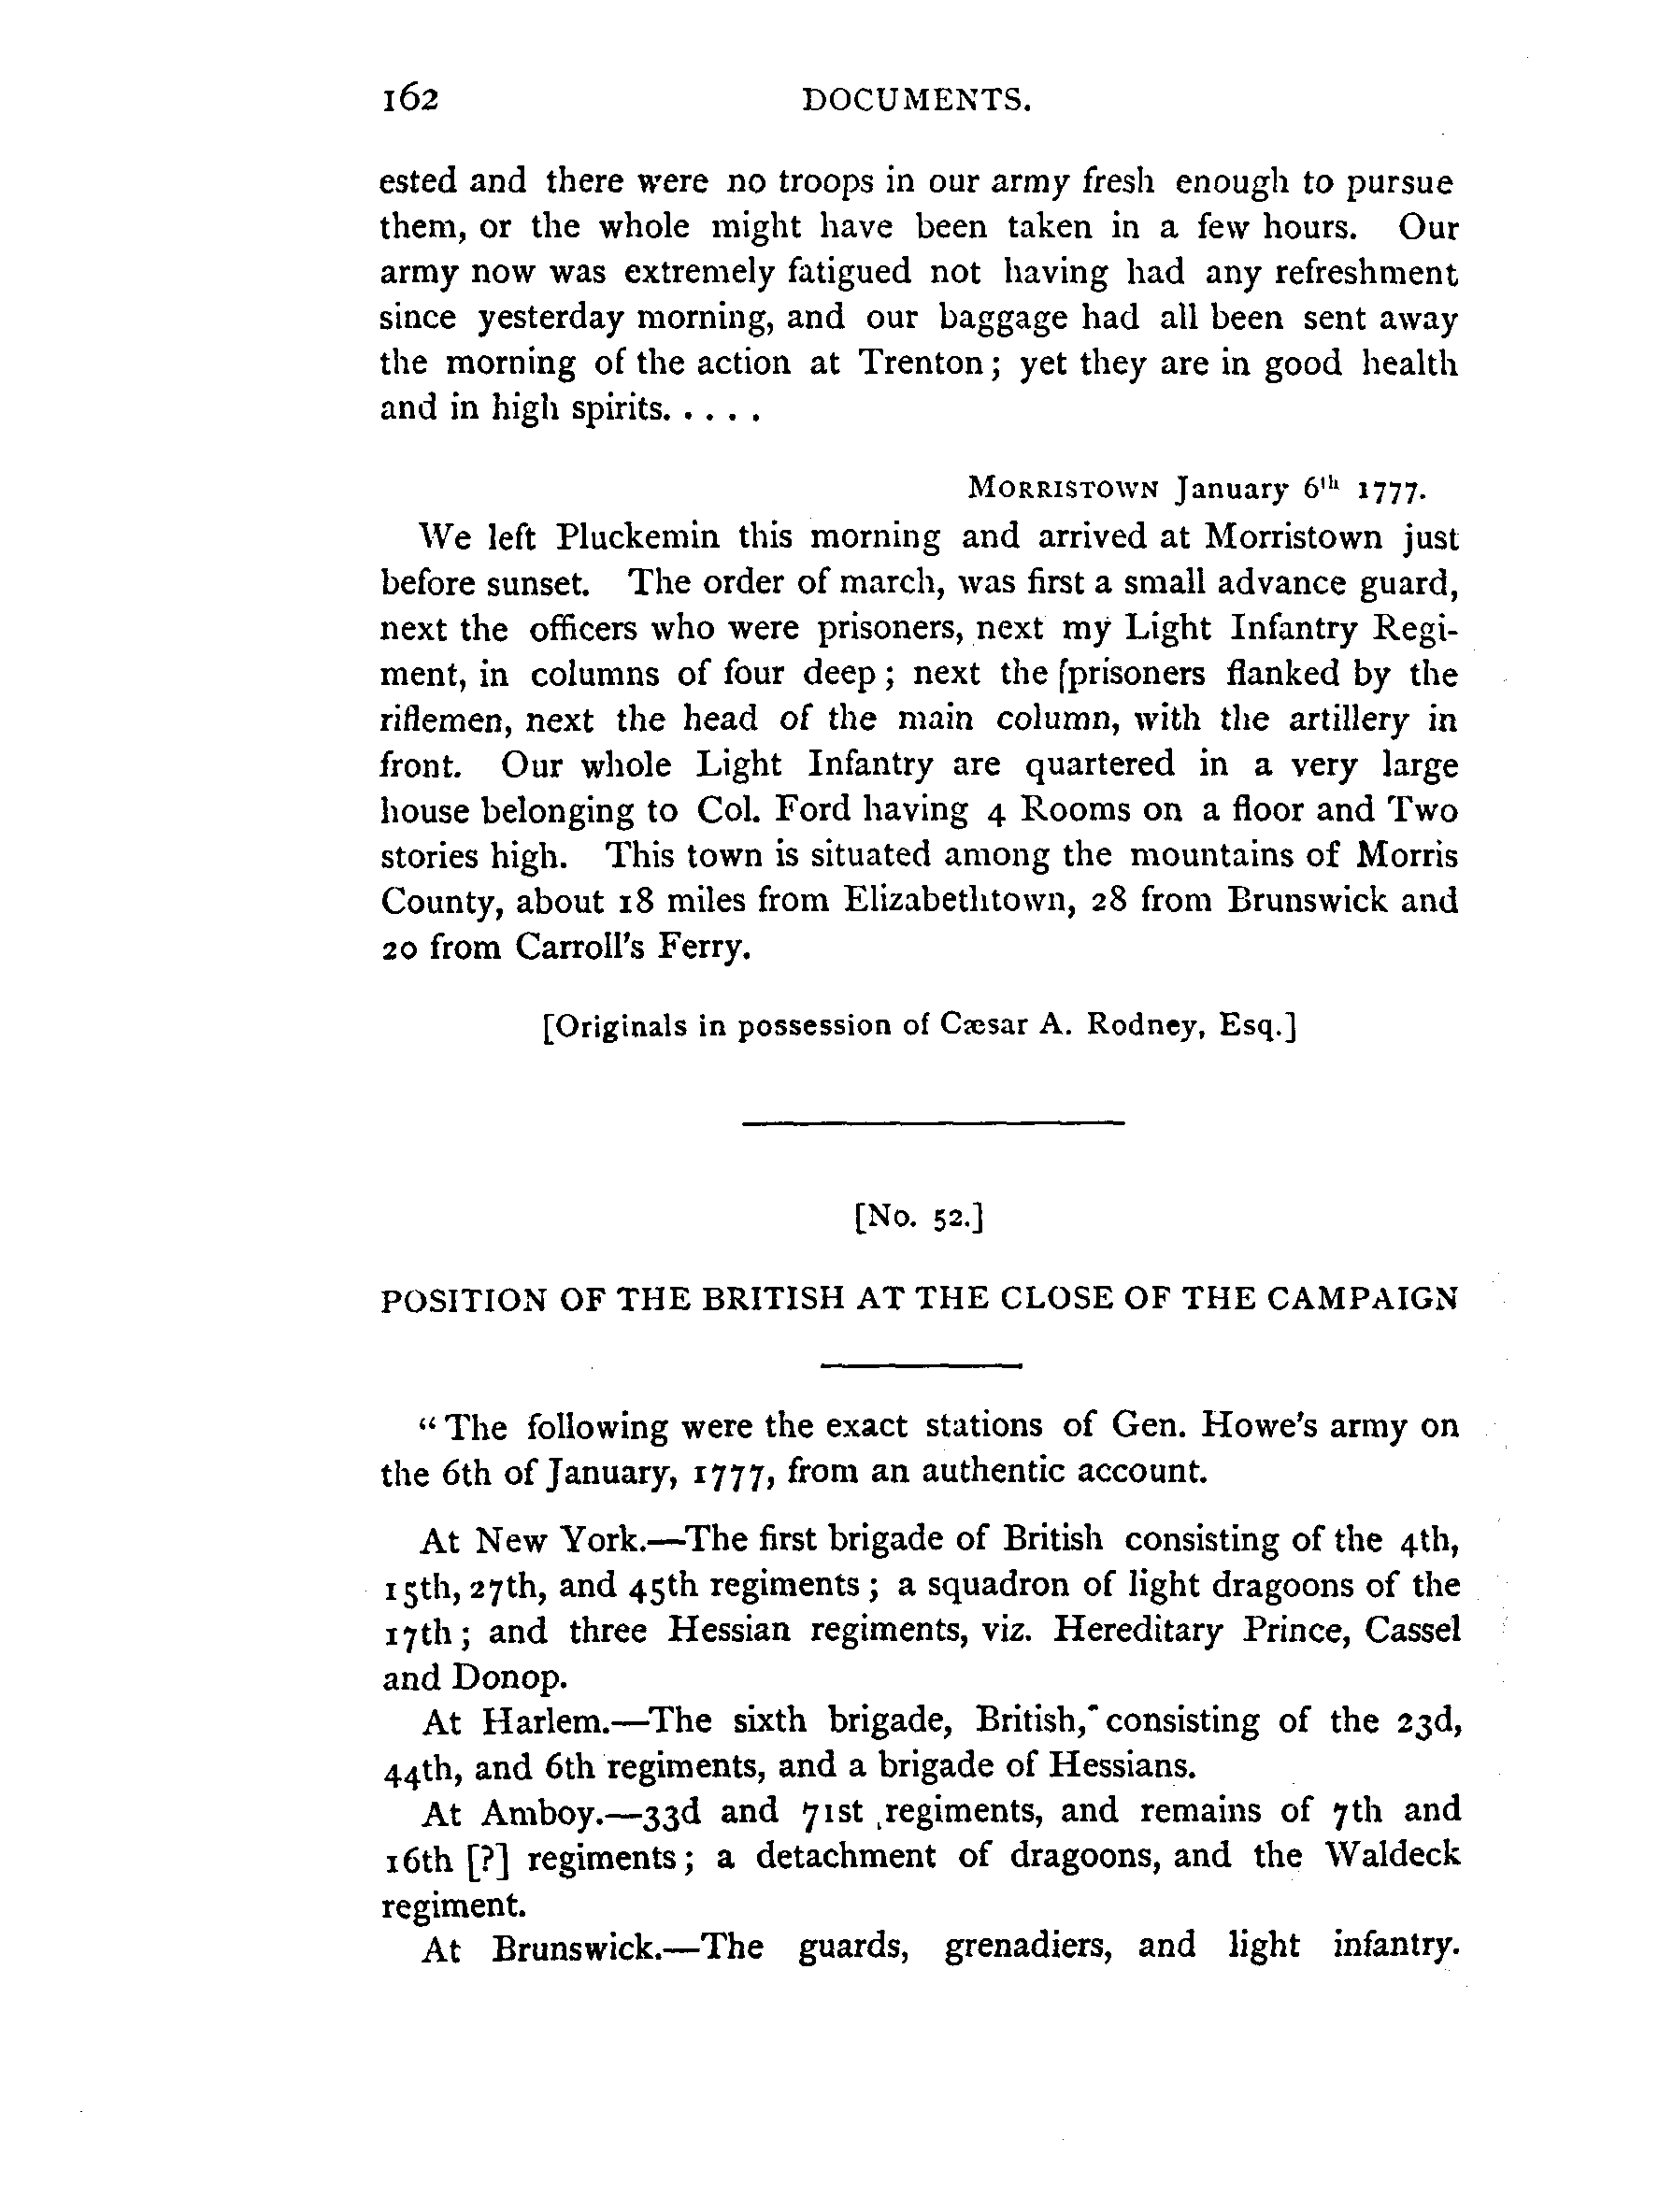 162 DOCUMENTS.
ested and there were no troops in our army fresh enough to pursue
them, or the whole might have been taken in a few hours. Our
army now was extremely fatigued not having had any refreshment
since yesterday morning, and our baggage had all been sent away
the morning of the action at Trenton; yet they are in good health
and in high spirits. . . . .
MORRISTOWN January 6th 1777.
We left Pluckemin this morning and arrived at Morristown just
before sunset. The order of march, was first a small advance guard,
next the officers who were prisoners, next my Light Infantry Regi-
ment, in columns of four deep; next the [prisoners flanked by the
riflemen, next the head of the main column, with the artillery in
front. Our whole Light Infantry are quartered in a very large
house belonging to Col. Ford having 4 Rooms on a floor and Two
stories high. This town is situated among the mountains of Morris
County, about 18 miles from Elizabethtown, 28 from Brunswick and
20 from Carroll's Ferry.
[Originals in possession of Cæsar A. Rodney, Esq.]
[No. 52.]
POSITION OF THE BRITISH AT THE CLOSE OF THE CAMPAIGN
"The following were the exact stations of Gen. Howe's army on
the 6th of January, 1777, from an authentic account.
At New York.—The first brigade of British consisting of the 4th,
15th, 27th, and 45th regiments; a squadron of light dragoons of the
17th; and three Hessian regiments, viz. Hereditary Prince, Cassel
and Donop.
At Harlem.—The sixth brigade, British, consisting of the 23d,
44th, and 6th regiments, and a brigade of Hessians.
At Amboy.—33d and 71st regiments, and remains of 7th and
16th [?] regiments; a detachment of dragoons, and the Waldeck
regiment.
At Brunswick.—The guards, grenadiers, and light infantry.